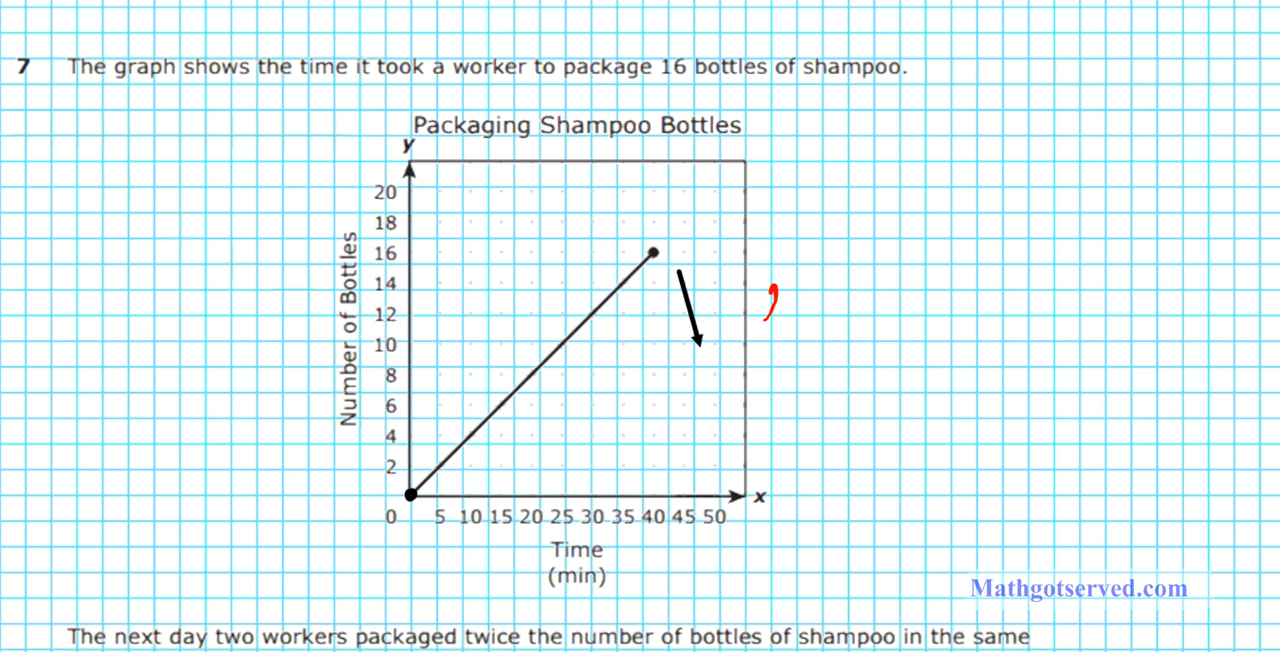 7 The graph shows the time it took a worker to package 16 bottles of shampoo.
Packaging Shampoo Bottles
y
20
18
16
14
12
10
8
6
4
2
Number of Bottles
x
0 5 10 15 20 25 30 35 40 45 50
Time
(min)
Mathgotserved.com
The next day two workers packaged twice the number of bottles of shampoo in the same